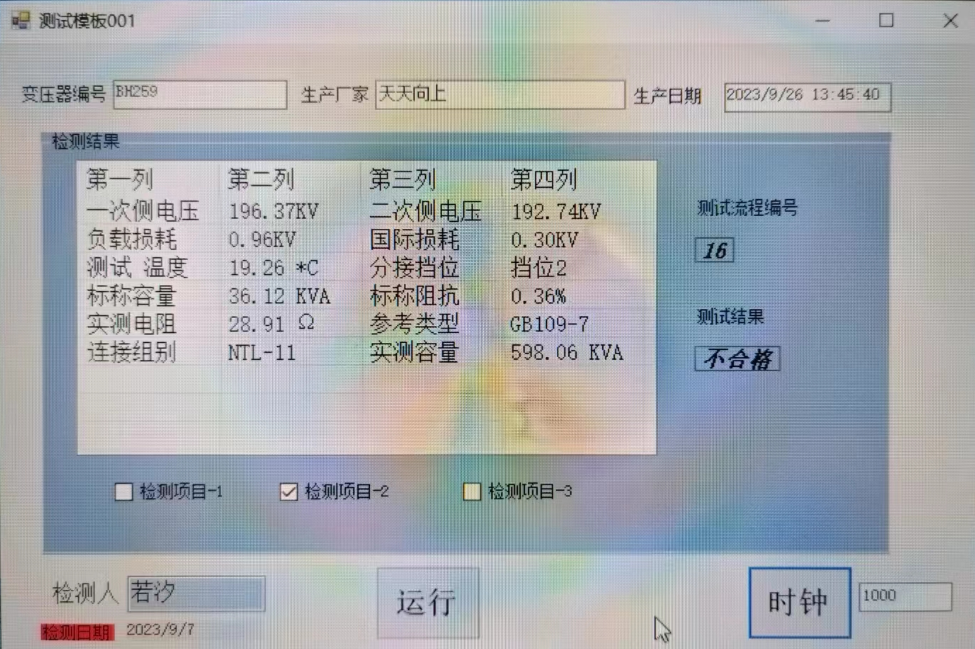 测试模板001
变压器编号 BH259 生产厂家 天天向上 生产日期 2023/9/26 13:45:40
检测结果
第一列 第二列 第三列 第四列
一次侧电压 196.37KV 二次侧电压 192.74KV
负载损耗 0.96KV 国际损耗 0.30KV
测试 温度 19.26 *C 分接挡位 挡位2
标称容量 36.12 KVA 标称阻抗 0.36%
实测电阻 28.91 Ω 参考类型 GB109-7
连接组别 NTL-11 实测容量 598.06 KVA
测试流程编号
16
测试结果
不合格
检测项目-1 检测项目-2 检测项目-3
检测人 若汐 运行 时钟 1000
检测日期 2023/9/7